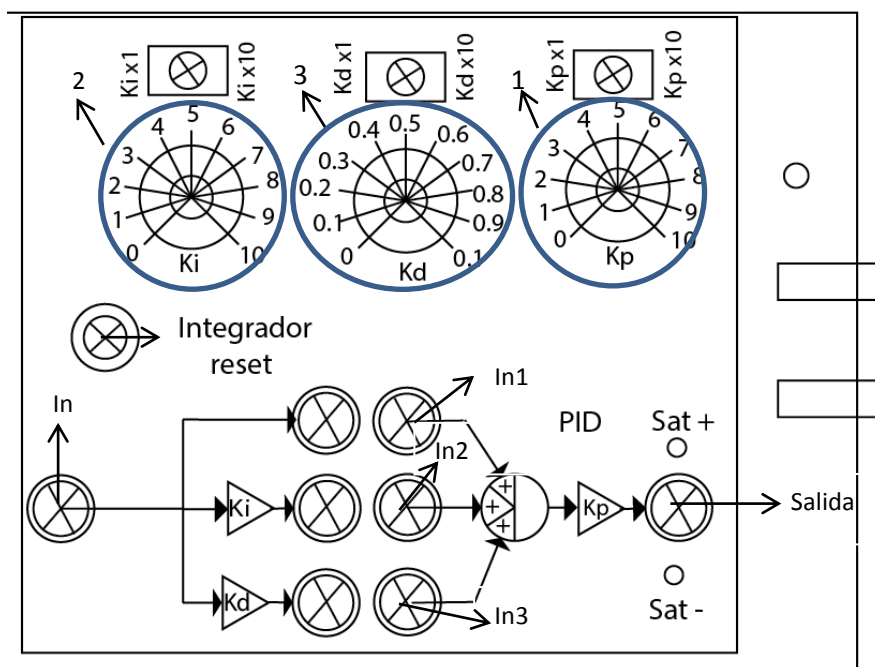 Ki x1
Ki x10
Kd x1
Kd x10
Kp x1
Kp x10
2
3
1
0
1
2
3
4
5
6
7
8
9
10
Ki
0
0.1
0.2
0.3
0.4
0.5
0.6
0.7
0.8
0.9
0.1
Kd
0
1
2
3
4
5
6
7
8
9
10
Kp
Integrador
reset
In
In1
In2
In3
PID
Sat +
Ki
Kd
+
+
+
Kp
Salida
Sat -